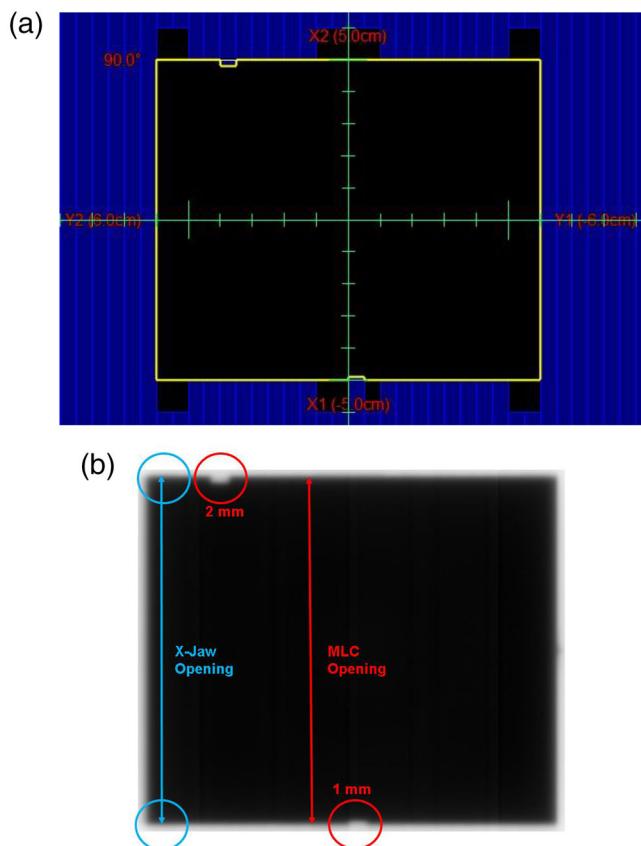 (a)
X2 (5.0cm)
90.0°
Y2 (6.0cm)
Y1 (-6.0cm)
X1 (-5.0cm)
(b)
2 mm
X-Jaw
Opening
MLC
Opening
1 mm